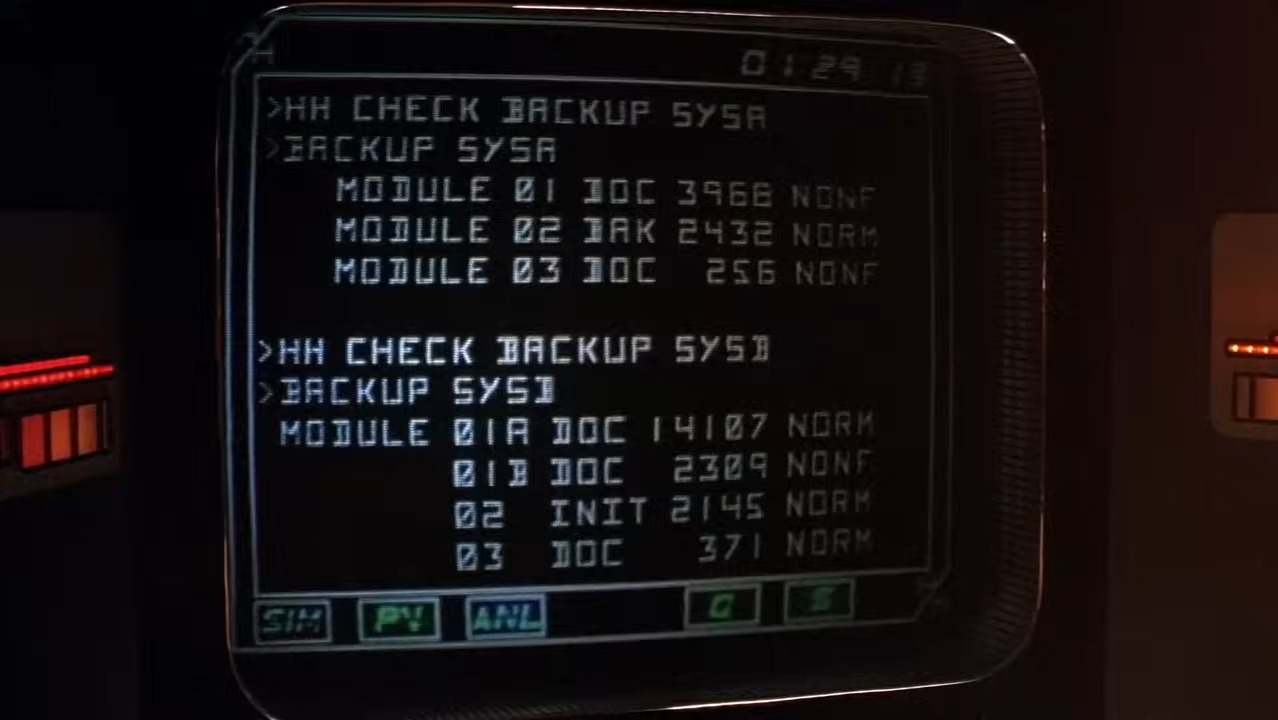 01:29:13
>HH CHECK BACKUP SYSA
>BACKUP SYSA
MODULE 01 DOC 3968 NONF
MODULE 02 BAK 2432 NORM
MODULE 03 DOC 256 NONF
>HH CHECK BACKUP SYSB
>BACKUP SYSB
MODULE 01A DOC 14107 NORM
01B DOC 2309 NONF
02 INIT 2145 NORM
03 DOC 371 NORM
SIM PV ANL G S